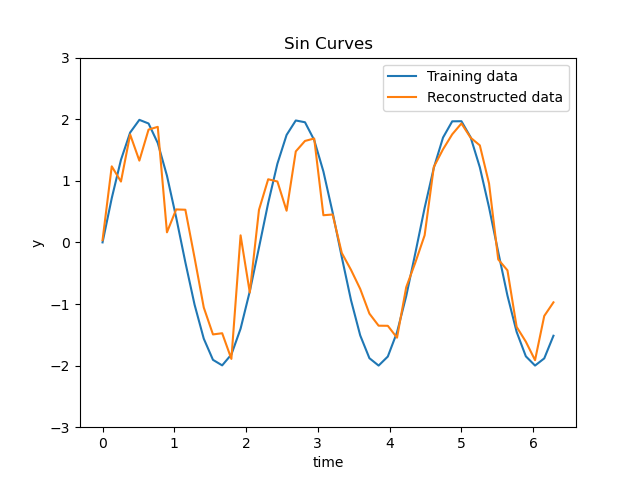 Sin Curves
Training data
Reconstructed data
3
2
1
0
−1
−2
−3
y
0
1
2
3
4
5
6
time